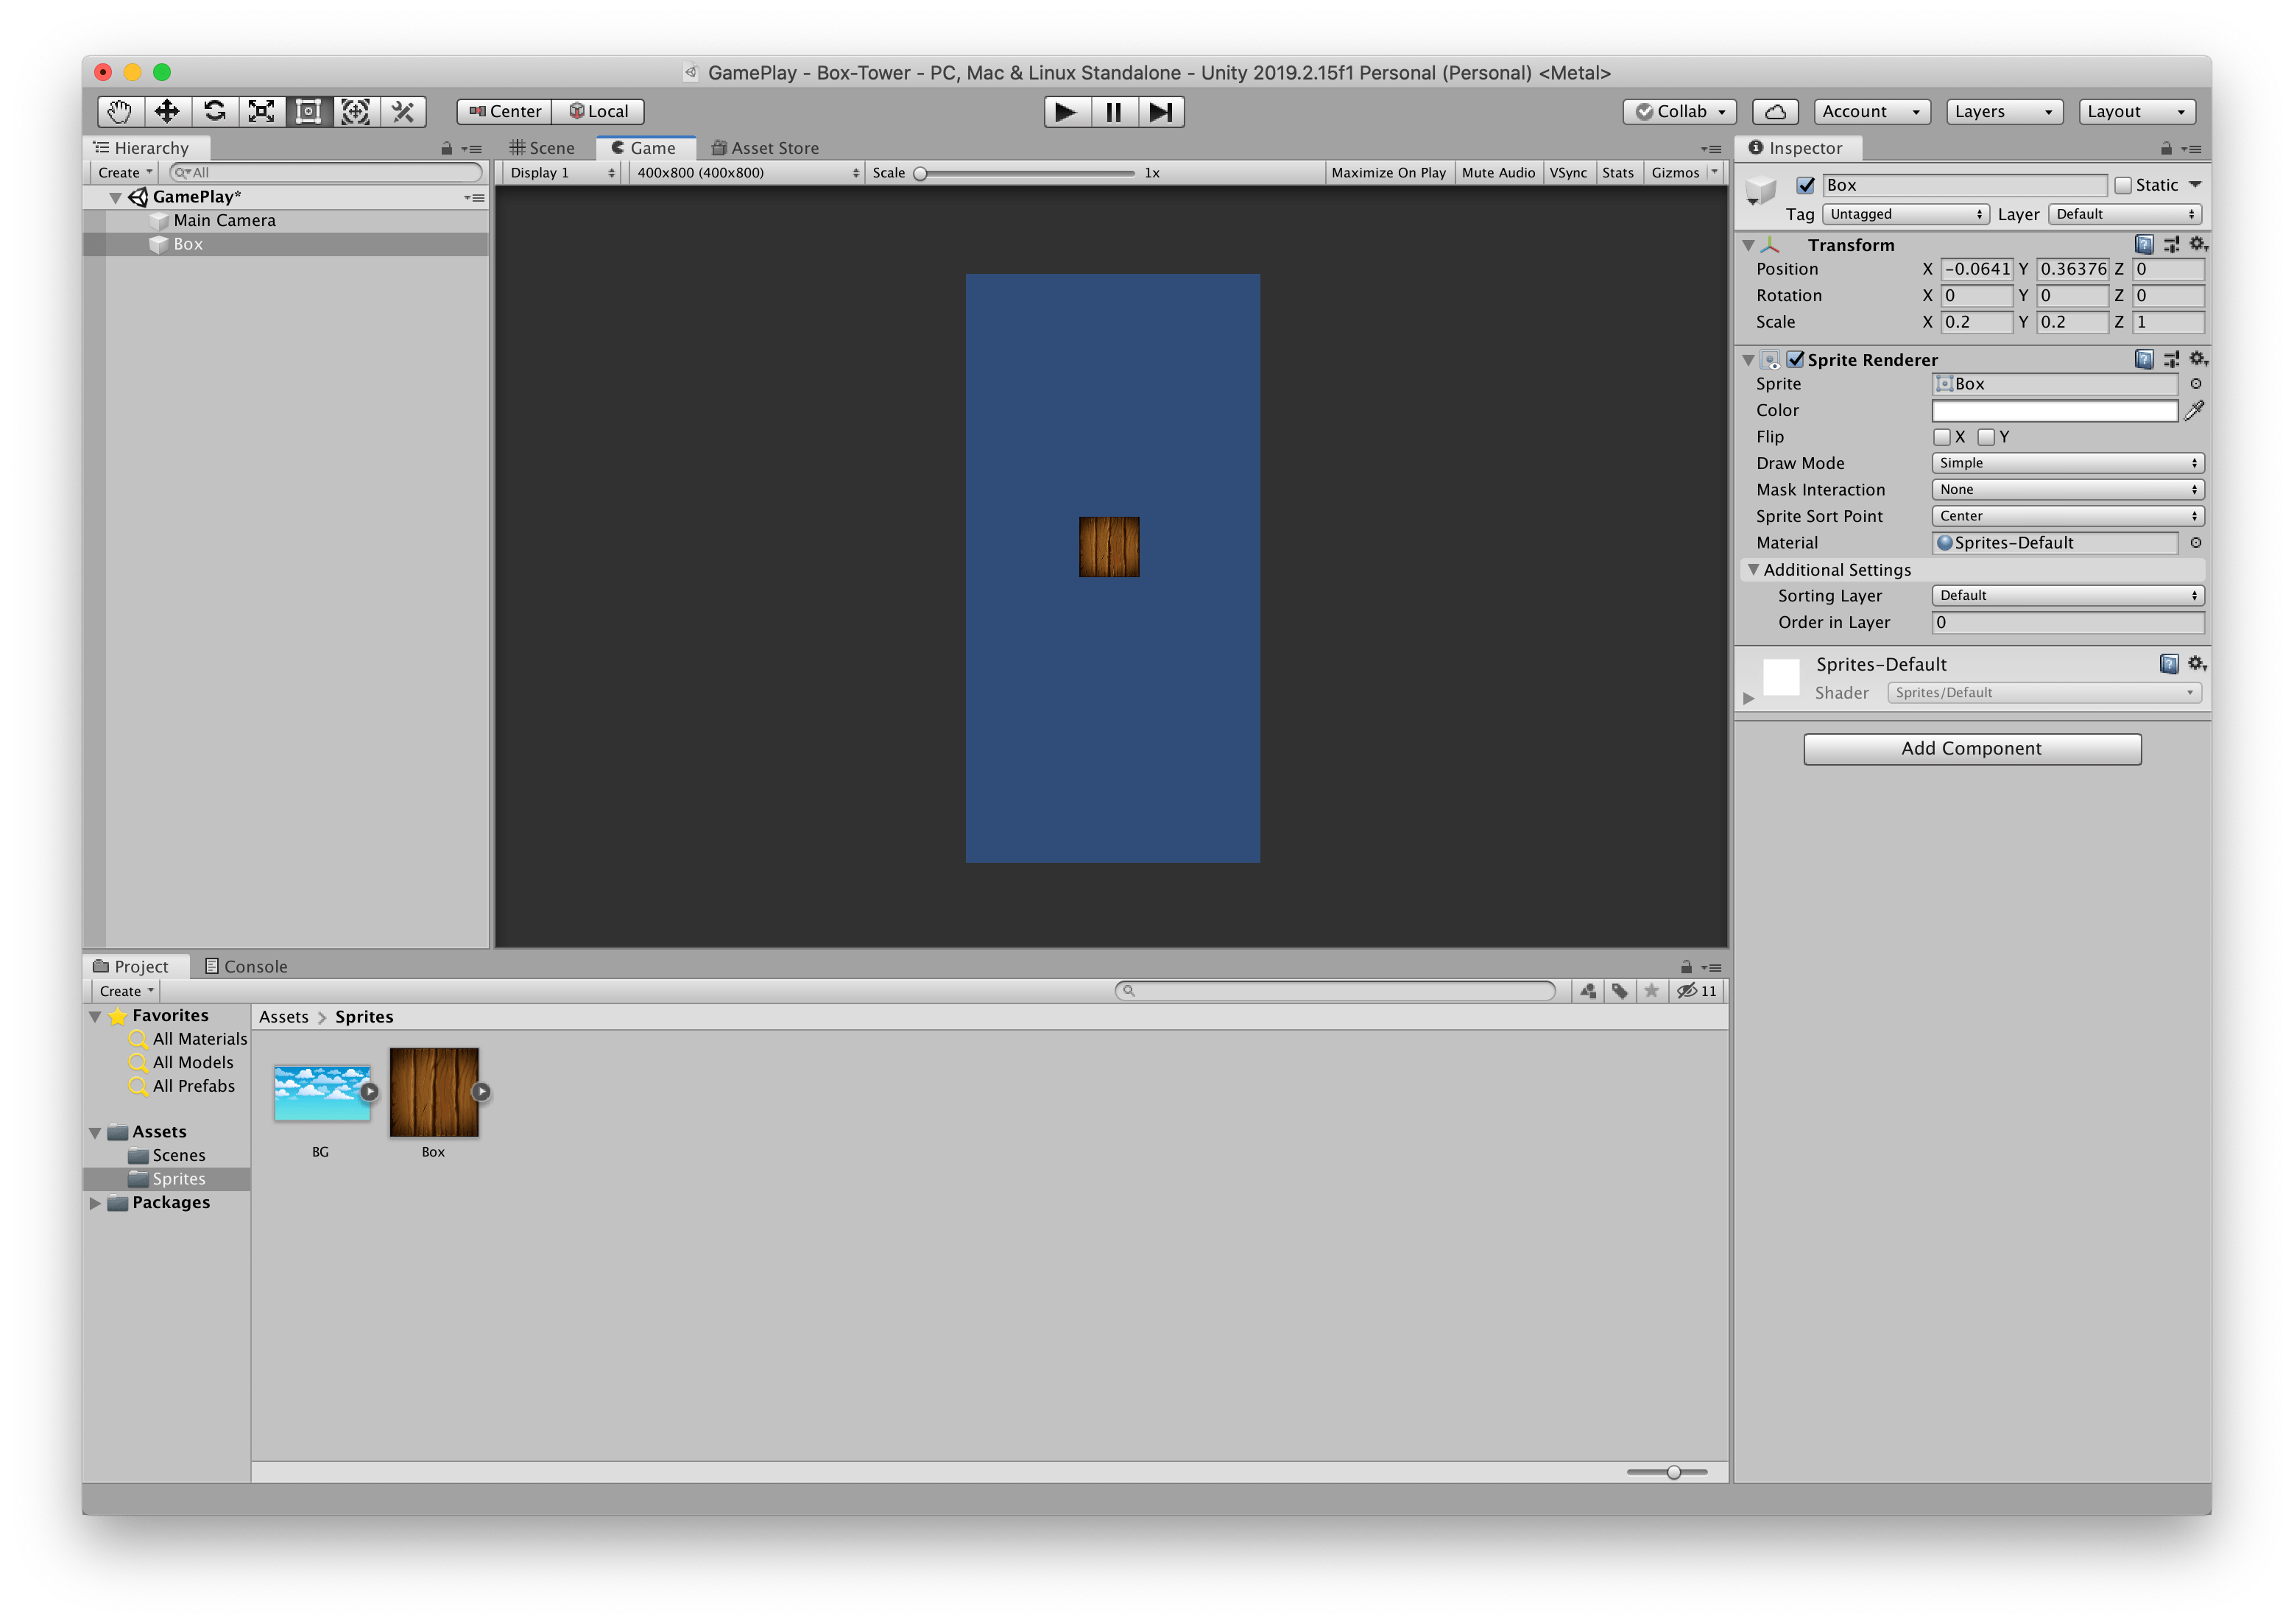 GamePlay - Box-Tower - PC, Mac & Linux Standalone - Unity 2019.2.15f1 Personal (Personal) <Metal>
Center Local Collab Account Layers Layout
Hierarchy
Create All
GamePlay*
Main Camera
Box
Scene Game Asset Store
Display 1 400x800 (400x800) Scale 1x Maximize On Play Mute Audio VSync Stats Gizmos
Inspector
Box Static
Tag Untagged Layer Default
Transform
Position X -0.0641 Y 0.36376 Z 0
Rotation X 0 Y 0 Z 0
Scale X 0.2 Y 0.2 Z 1
Sprite Renderer
Sprite Box
Color
Flip X Y
Draw Mode Simple
Mask Interaction None
Sprite Sort Point Center
Material Sprites-Default
Additional Settings
Sorting Layer Default
Order in Layer 0
Sprites-Default
Shader Sprites/Default
Add Component
Project Console
Create 11
Favorites
All Materials
All Models
All Prefabs
Assets
Scenes
Sprites
Packages
Assets > Sprites
BG Box